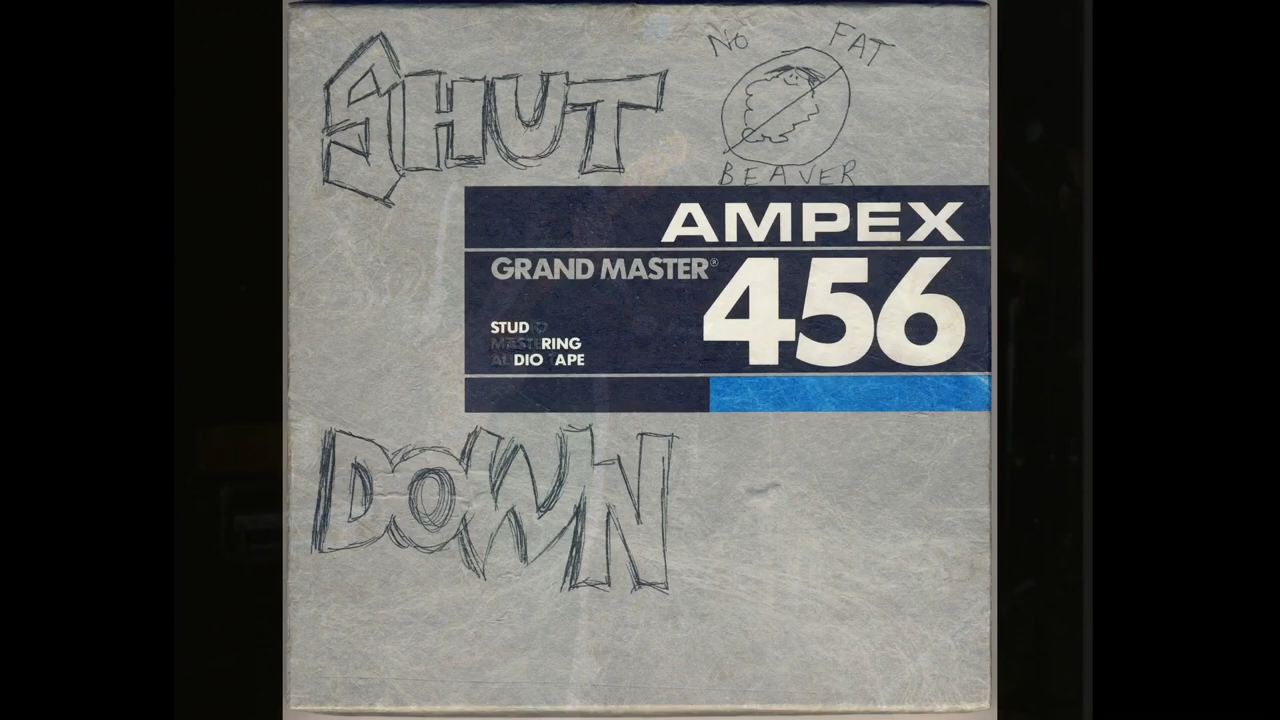 SHUT
NO FAT
BEAVER
AMPEX
GRAND MASTER®
456
STUDIO
MASTERING
AUDIO TAPE
DOWN